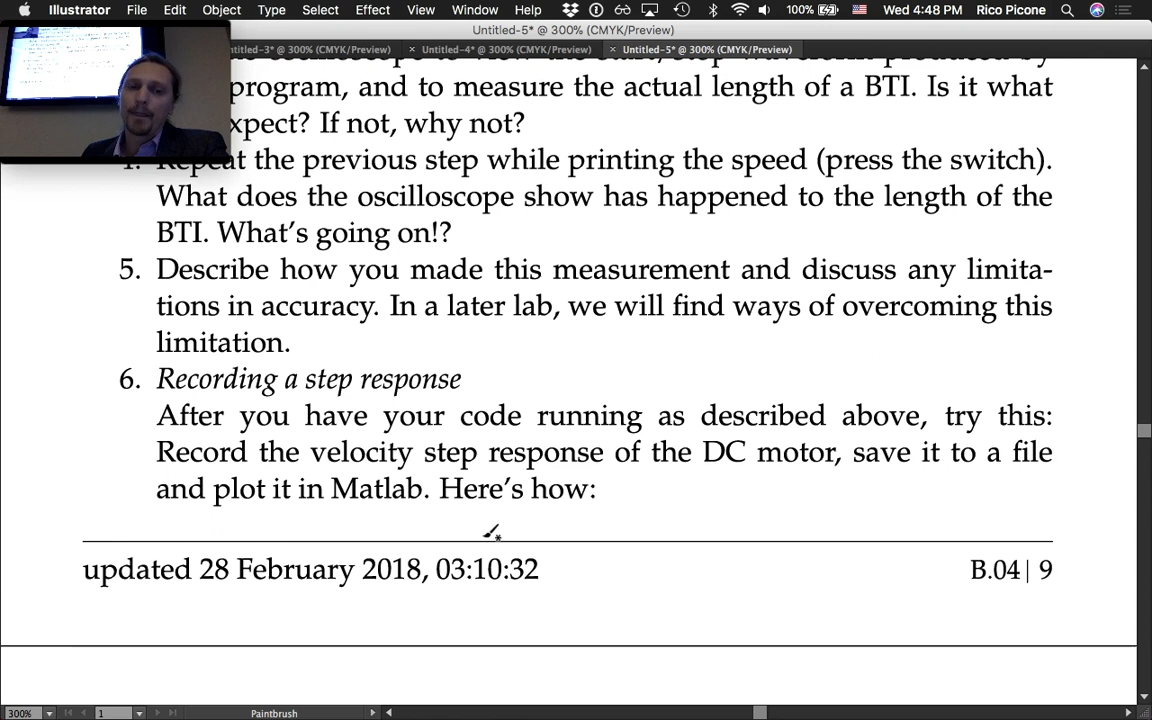 Illustrator File Edit Object Type Select Effect View Window Help 100% Wed 4:48 PM Rico Picone
Untitled-5* @ 300% (CMYK/Preview)
ntitled-3* @ 300% (CMYK/Preview) × Untitled-4* @ 300% (CMYK/Preview) × Untitled-5* @ 300% (CMYK/Preview)
program, and to measure the actual length of a BTI. Is it what
xpect? If not, why not?
4. Repeat the previous step while printing the speed (press the switch).
What does the oscilloscope show has happened to the length of the
BTI. What's going on!?
5. Describe how you made this measurement and discuss any limita-
tions in accuracy. In a later lab, we will find ways of overcoming this
limitation.
6. Recording a step response
After you have your code running as described above, try this:
Record the velocity step response of the DC motor, save it to a file
and plot it in Matlab. Here's how:
updated 28 February 2018, 03:10:32 B.04| 9
300% 1 Paintbrush